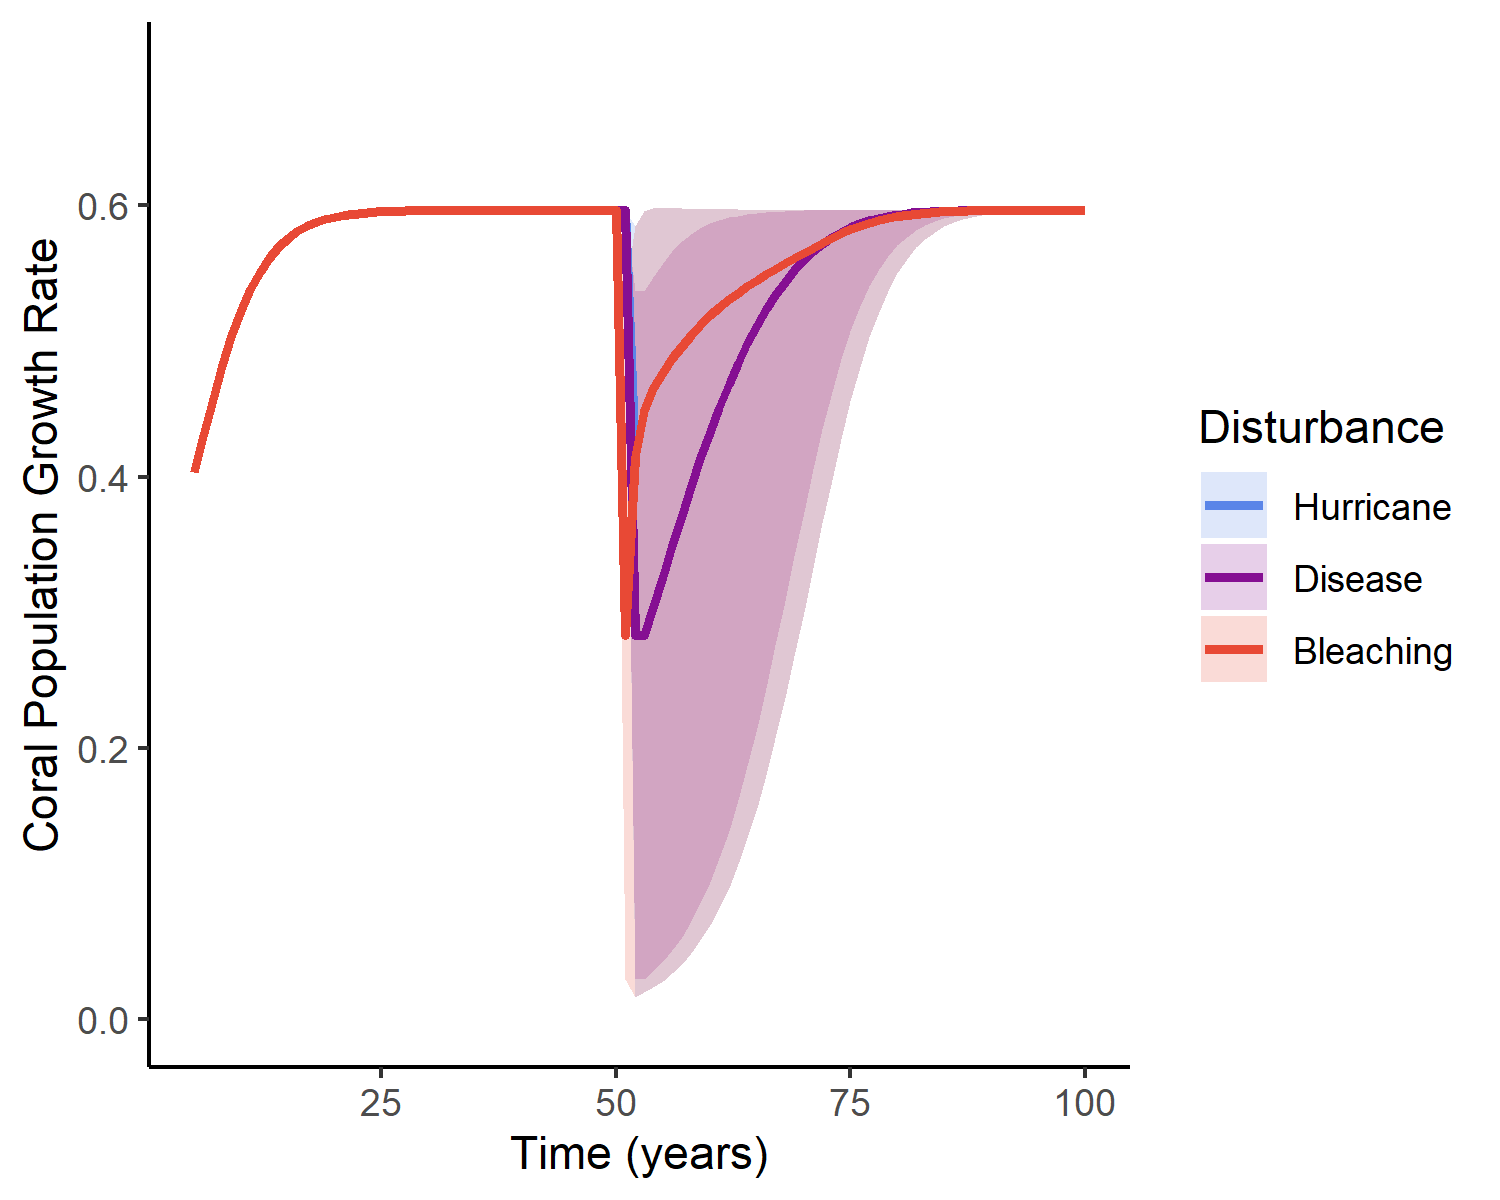 Coral Population Growth Rate
0.6
0.4
0.2
0.0
25 50 75 100
Time (years)
Disturbance
Hurricane
Disease
Bleaching